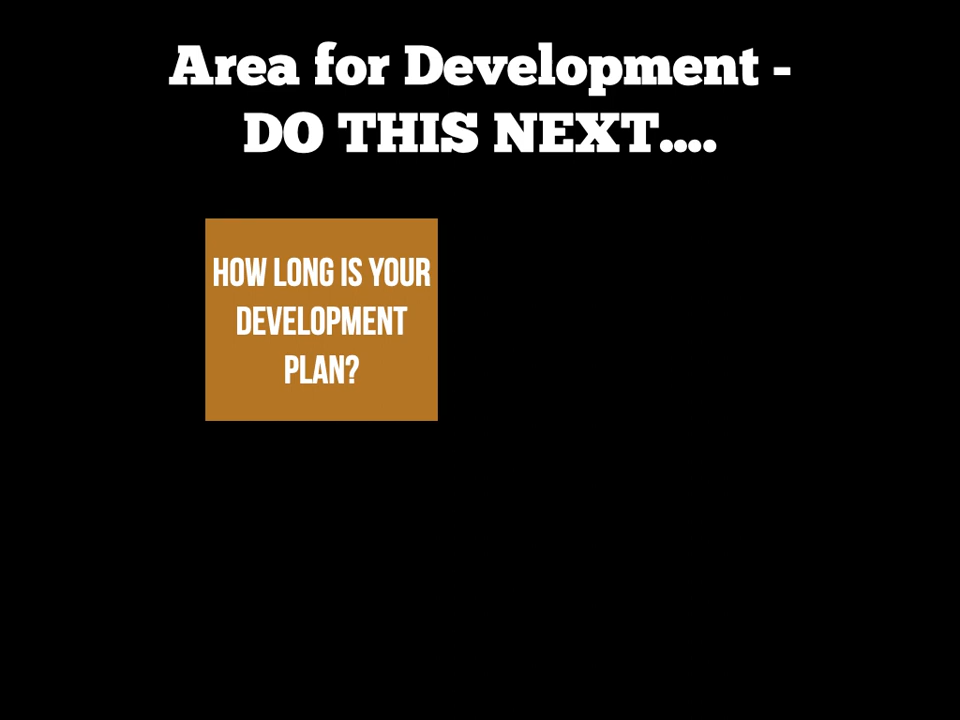 Area for Development -
DO THIS NEXT....
HOW LONG IS YOUR
DEVELOPMENT
PLAN?